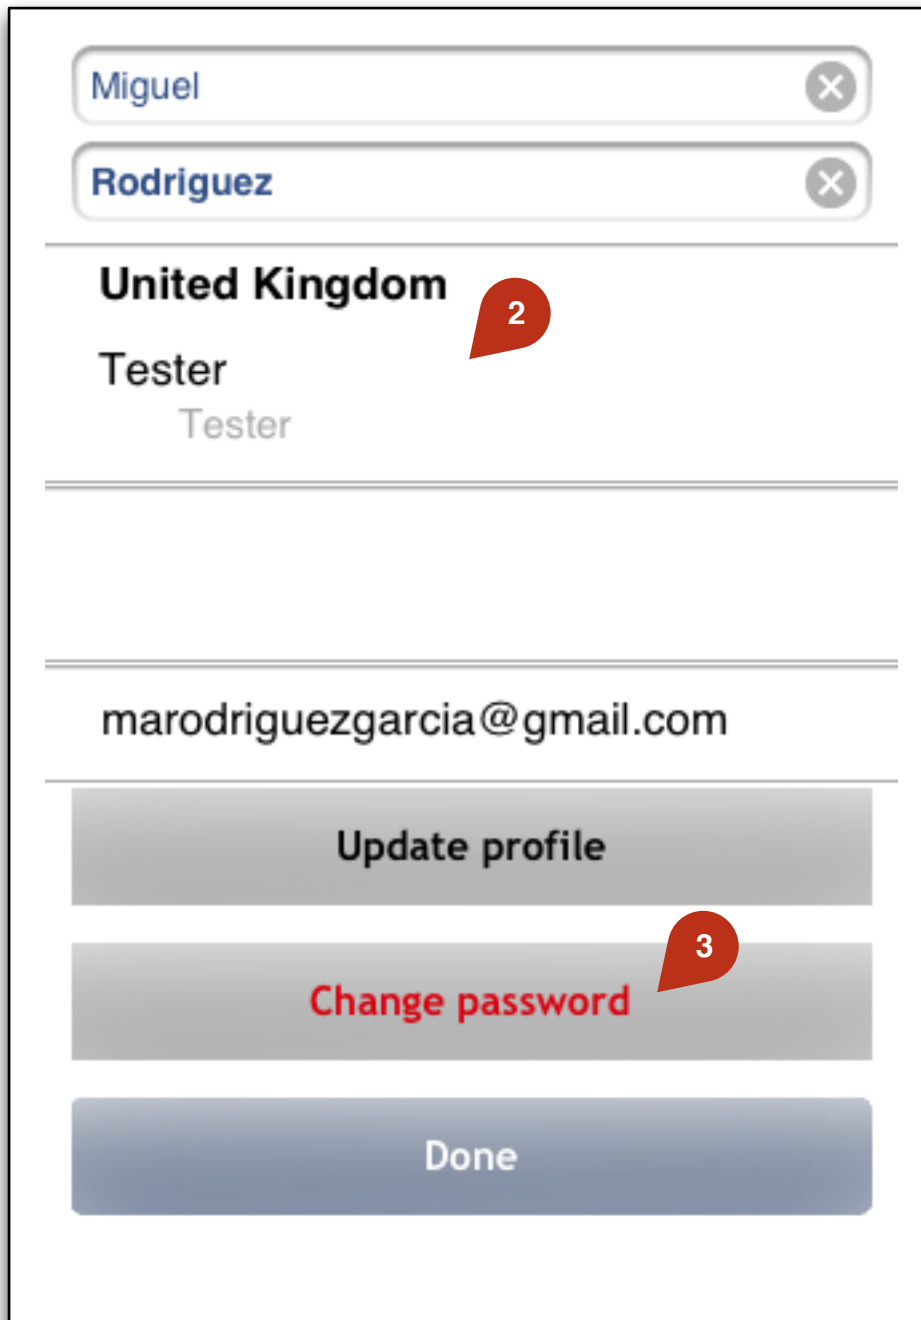 Miguel
Rodriguez
United Kingdom
2
Tester
Tester
marodriguezgarcia@gmail.com
Update profile
3
Change password
Done